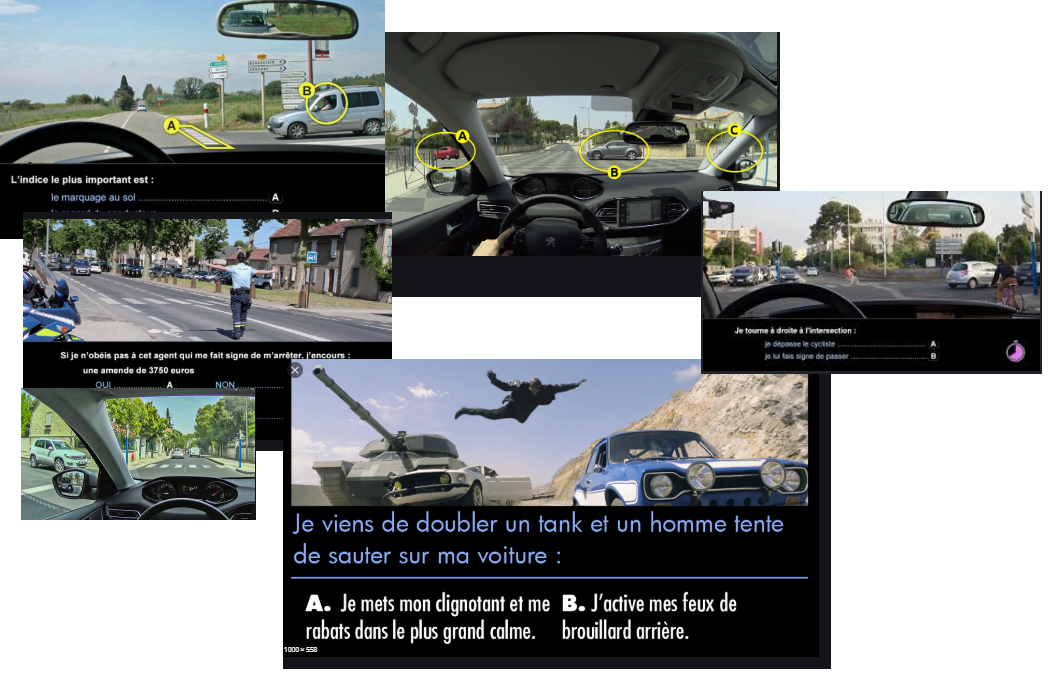 B
A
L'indice le plus important est :
le marquage au sol ........ A
B
A
B
C
Je tourne à droite à l'intersection :
je dépasse le cycliste ........ A
je lui fais signe de passer ........ B
Si je n'obéis pas à cet agent qui me fait signe de m'arrêter, j'encours :
une amende de 3750 euros
OUI ........ A NON ........
Je viens de doubler un tank et un homme tente
de sauter sur ma voiture :
A. Je mets mon clignotant et me
rabats dans le plus grand calme.
B. J'active mes feux de
brouillard arrière.
1000 × 558